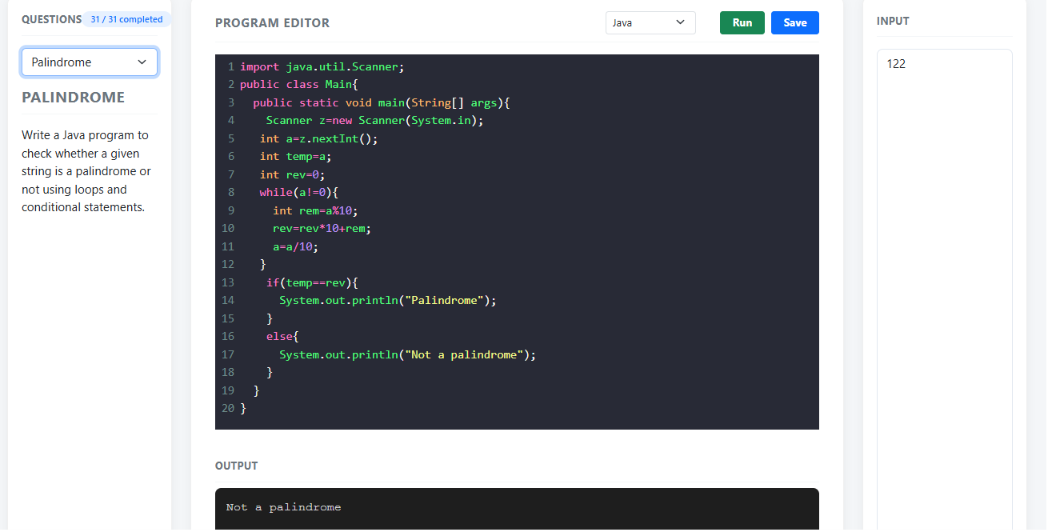 QUESTIONS 31 / 31 completed
Palindrome
PALINDROME
Write a Java program to
check whether a given
string is a palindrome or
not using loops and
conditional statements.
PROGRAM EDITOR
Java
Run
Save
1 import java.util.Scanner;
2 public class Main{
3   public static void main(String[] args){
4     Scanner z=new Scanner(System.in);
5    int a=z.nextInt();
6    int temp=a;
7    int rev=0;
8    while(a!=0){
9      int rem=a%10;
10      rev=rev*10+rem;
11      a=a/10;
12    }
13     if(temp==rev){
14       System.out.println("Palindrome");
15     }
16     else{
17       System.out.println("Not a palindrome");
18     }
19   }
20 }
OUTPUT
Not a palindrome
INPUT
122